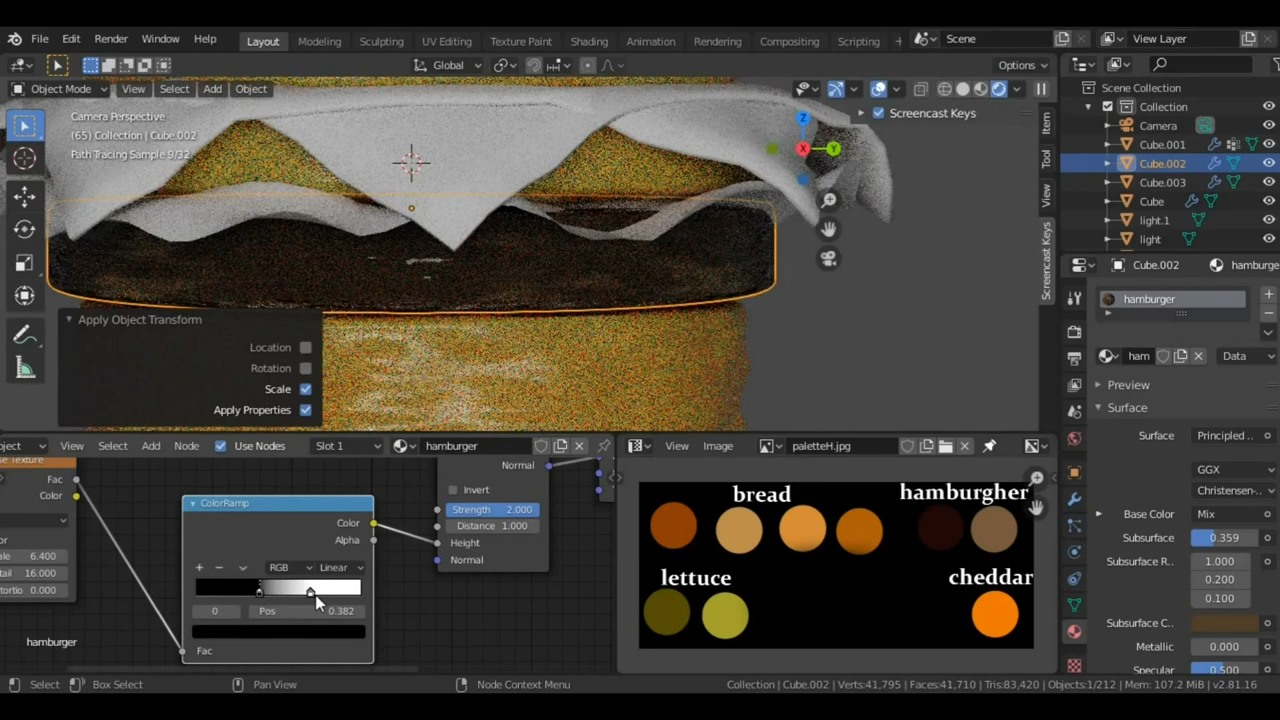 File Edit Render Window Help
Layout Modeling Sculpting UV Editing Texture Paint Shading Animation Rendering Compositing Scripting
Scene
View Layer
Global
Options
Object Mode View Select Add Object
Scene Collection
Collection
Camera
Cube.001
Cube.002
Cube.003
Cube
light.1
light
Camera Perspective
(65) Collection | Cube.002
Path Tracing Sample 9/32
Screencast Keys
X
Y
Z
Item
Tool
View
Screencast Keys
Apply Object Transform
Location
Rotation
Scale
Apply Properties
Cube.002
hamburge
hamburger
ham
Data
Preview
Surface
Surface
Principled ..
GGX
Christensen-..
Base Color
Mix
Subsurface
0.359
Subsurface R..
1.000
0.200
0.100
Subsurface C..
Metallic
0.000
Specular
0.500
View Select Add Node Use Nodes Slot 1 hamburger
Fac
Color
6.400
16.000
0.000
hamburger
ColorRamp
Color
Alpha
RGB
Linear
0
Pos
0.382
Fac
Normal
Invert
Strength 2.000
Distance 1.000
Height
Normal
View Image paletteH.jpg
bread
hamburgher
lettuce
cheddar
Select
Box Select
Pan View
Node Context Menu
Collection | Cube.002 | Verts:41,795 | Faces:41,710 | Tris:83,420 | Objects:1/212 | Mem: 107.2 MiB | v2.81.16